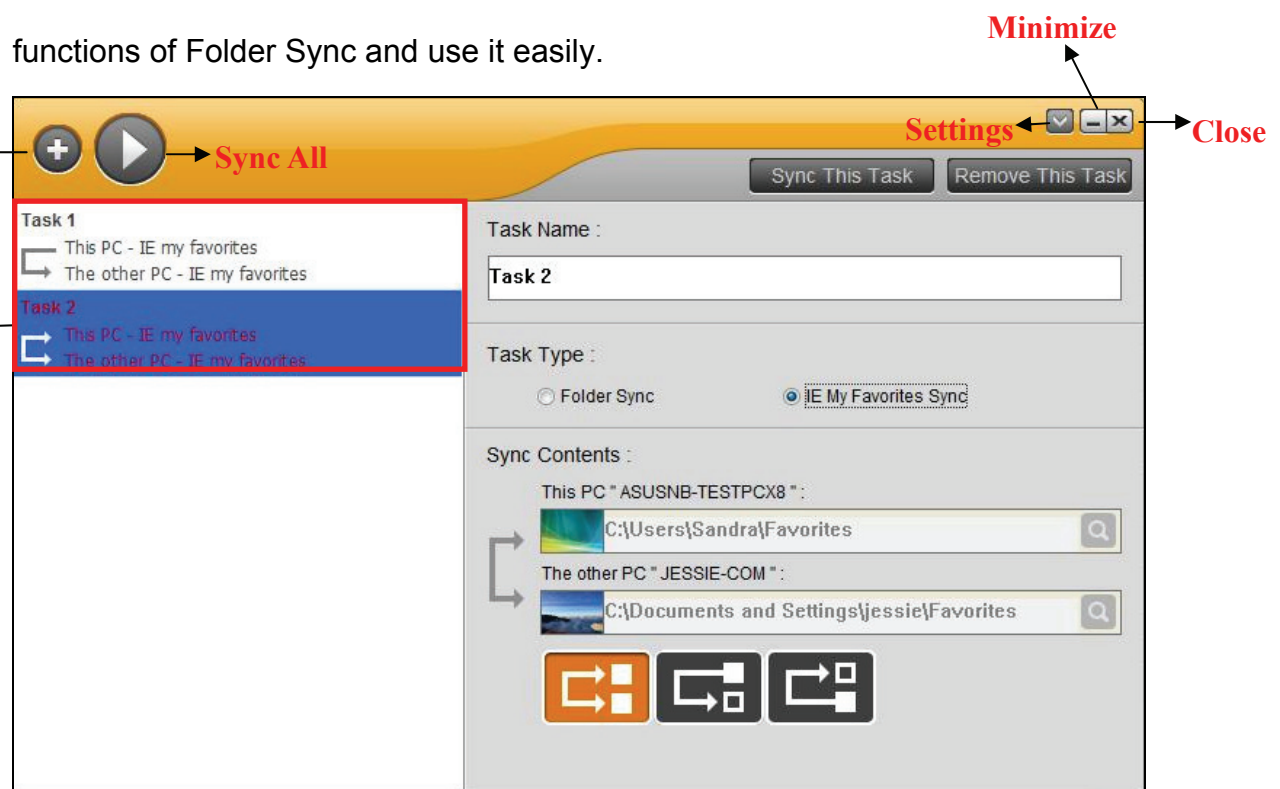 Minimize
functions of Folder Sync and use it easily.
Settings
Close
Sync All
Sync This Task
Remove This Task
Task 1
This PC - IE my favorites
The other PC - IE my favorites
Task 2
This PC - IE my favorites
The other PC - IE my favorites
Task Name :
Task 2
Task Type :
Folder Sync
IE My Favorites Sync
Sync Contents :
This PC " ASUSNB-TESTPCX8 " :
C:\Users\Sandra\Favorites
The other PC " JESSIE-COM " :
C:\Documents and Settings\jessie\Favorites